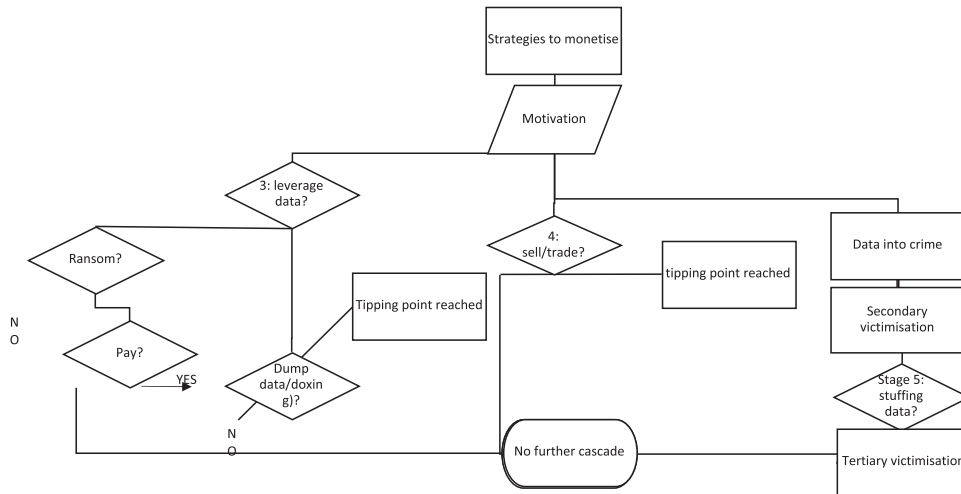 Strategies to monetise
Motivation
3: leverage
data?
4:
sell/trade?
Data into crime
Ransom?
tipping point reached
Tipping point reached
Secondary
victimisation
N
O
Pay?
YES
Dump
data/doxin
g)?
Stage 5:
stuffing
data?
N
O
No further cascade
Tertiary victimisation